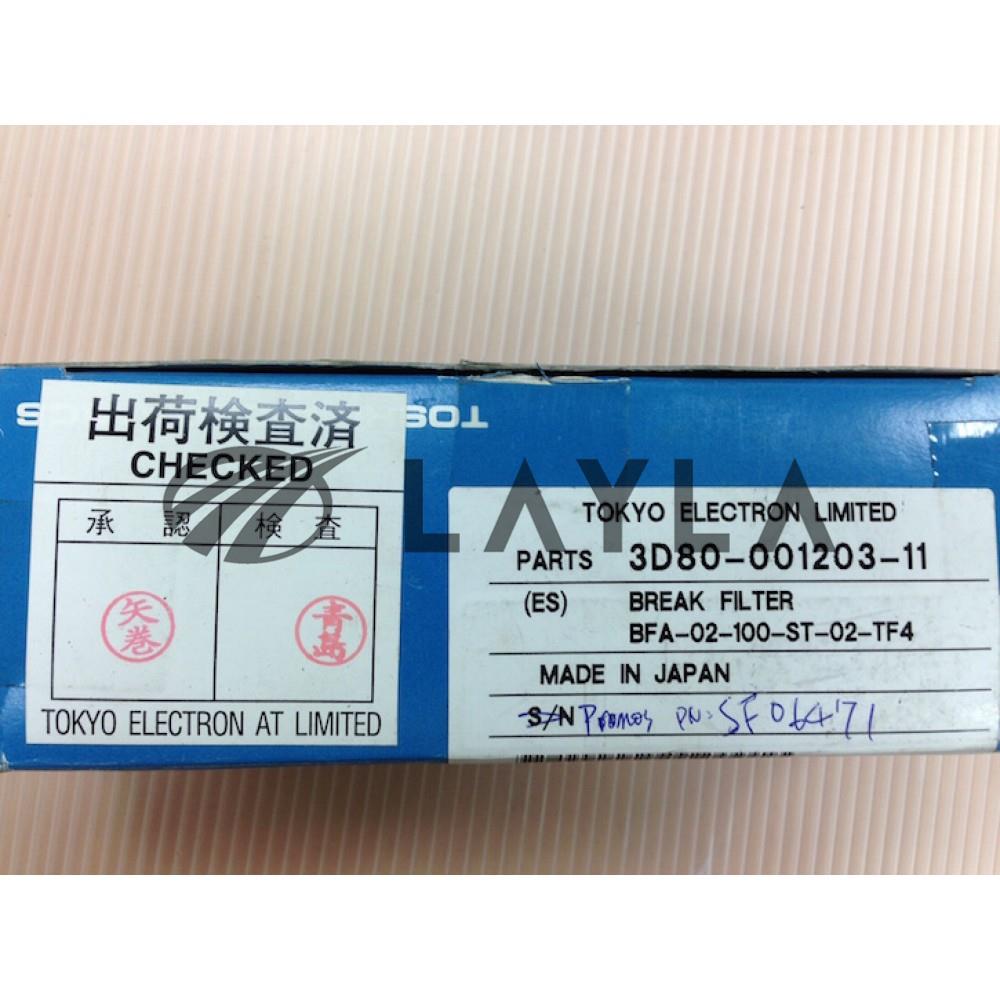 TOS
S
出荷検査済
CHECKED
承認 検査
矢巻 青島
TOKYO ELECTRON AT LIMITED
LAYLA
TOKYO ELECTRON LIMITED
PARTS 3D80-001203-11
(ES) BREAK FILTER
BFA-02-100-ST-02-TF4
MADE IN JAPAN
S/N Promos PN: SF06471